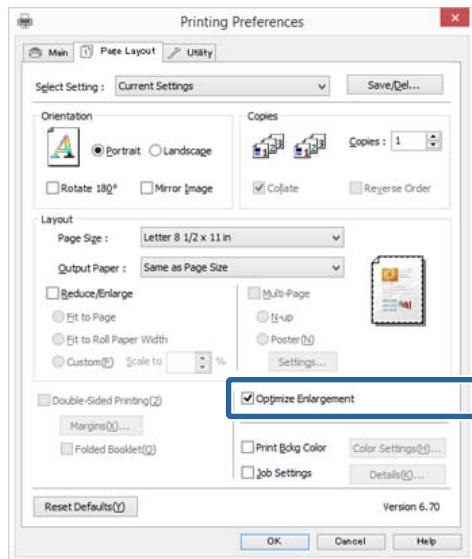 Printing Preferences
Main Page Layout Utility
Select Setting : Current Settings Save/Del...
Orientation
Portrait Landscape
Rotate 180° Mirror Image
Copies
Copies : 1
Collate Reverse Order
Layout
Page Size : Letter 8 1/2 x 11 in
Output Paper : Same as Page Size
Reduce/Enlarge
Fit to Page
Fit to Roll Paper Width
Custom(F) Scale to %
Multi-Page
N-up
Poster(N)
Settings...
Double-Sided Printing(2)
Margins(X)...
Folded Booklet(O)
Optimize Enlargement
Print Bckg Color Color Settings(H)...
Job Settings Details(K)...
Reset Defaults(Y) Version 6.70
OK Cancel Help